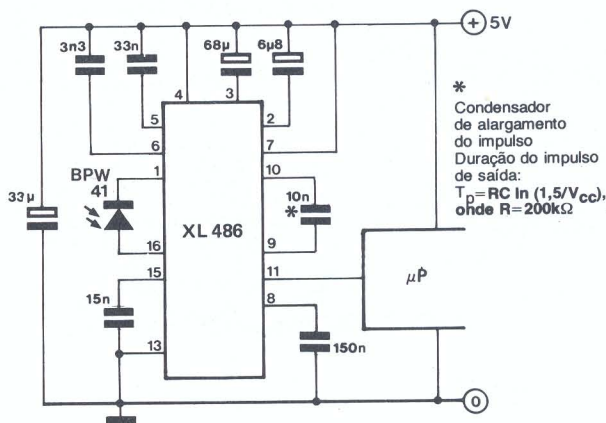 5V
3n3
33n
68µ
6µ8
4
3
5
2
6
7
1
10
BPW
41
33µ
XL 486
10n
*
16
9
15
11
µP
8
15n
13
150n
0
*
Condensador
de alargamento
do impulso
Duração do impulso
de saída:
Tp=RC ln (1,5/Vcc),
onde R=200kΩ